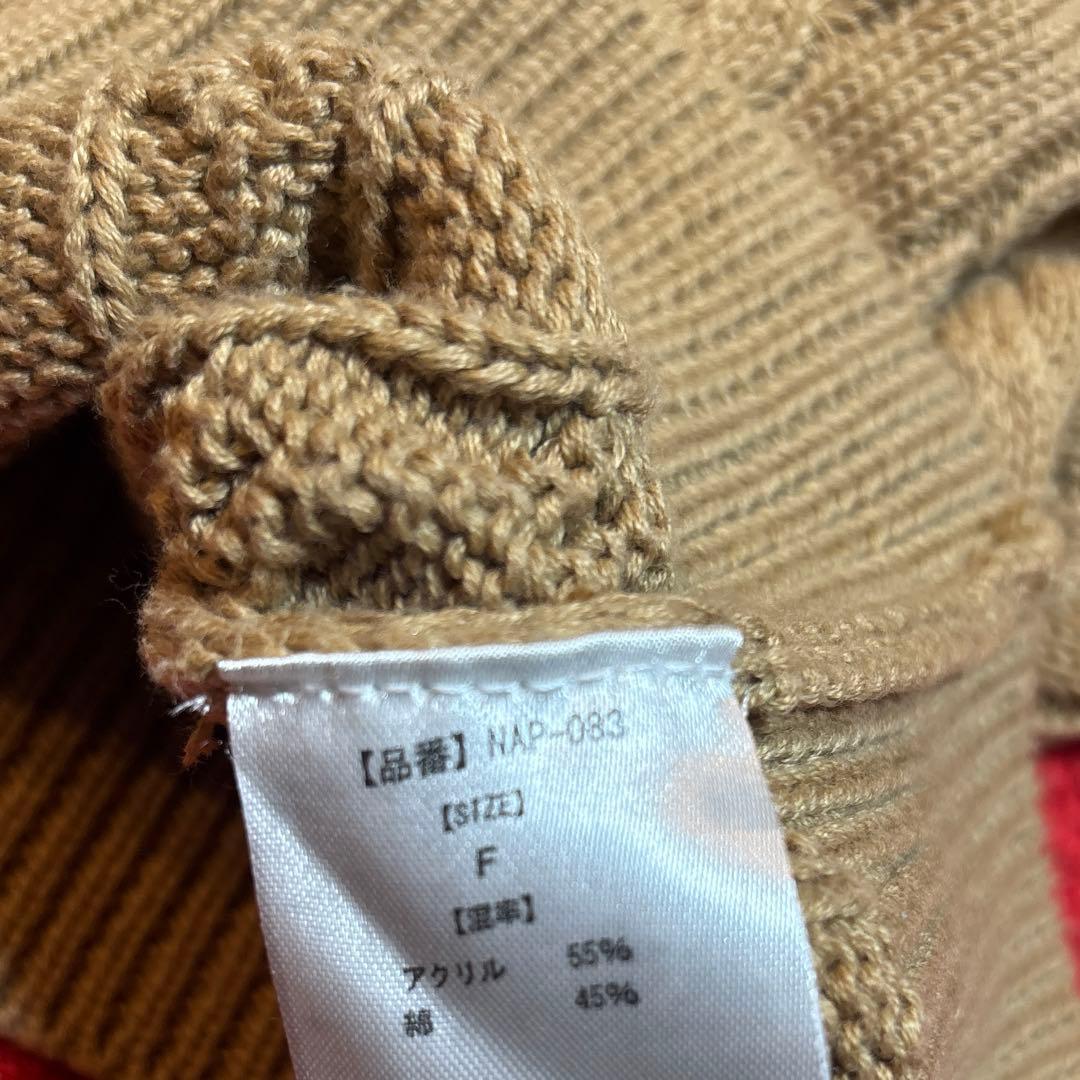 【品番】NAP-083
【SIZE】
F
【混率】
アクリル 55%
綿 45%